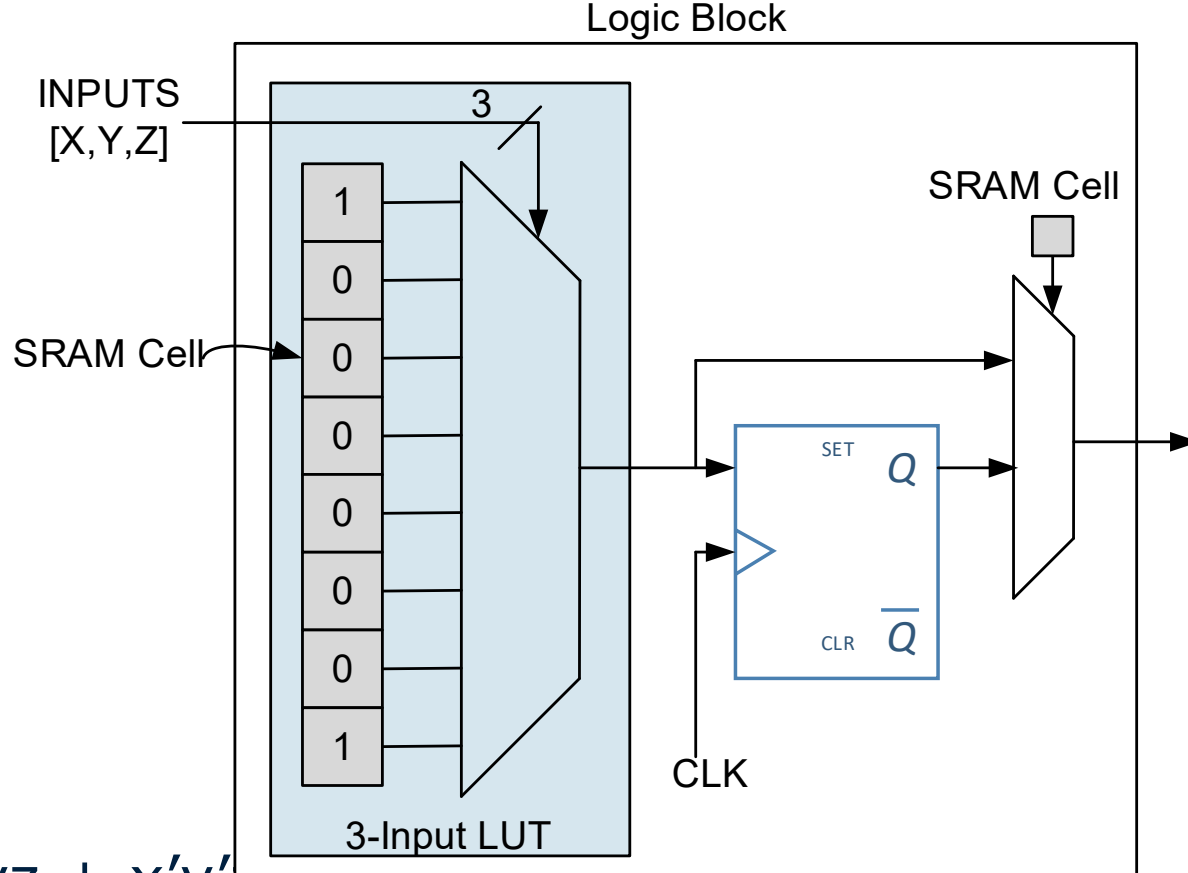 Logic Block
INPUTS
[X,Y,Z]
3
SRAM Cell
1
0
0
SRAM Cell
0
0
0
0
1
SET
Q
CLR
Q̅
CLK
3-Input LUT